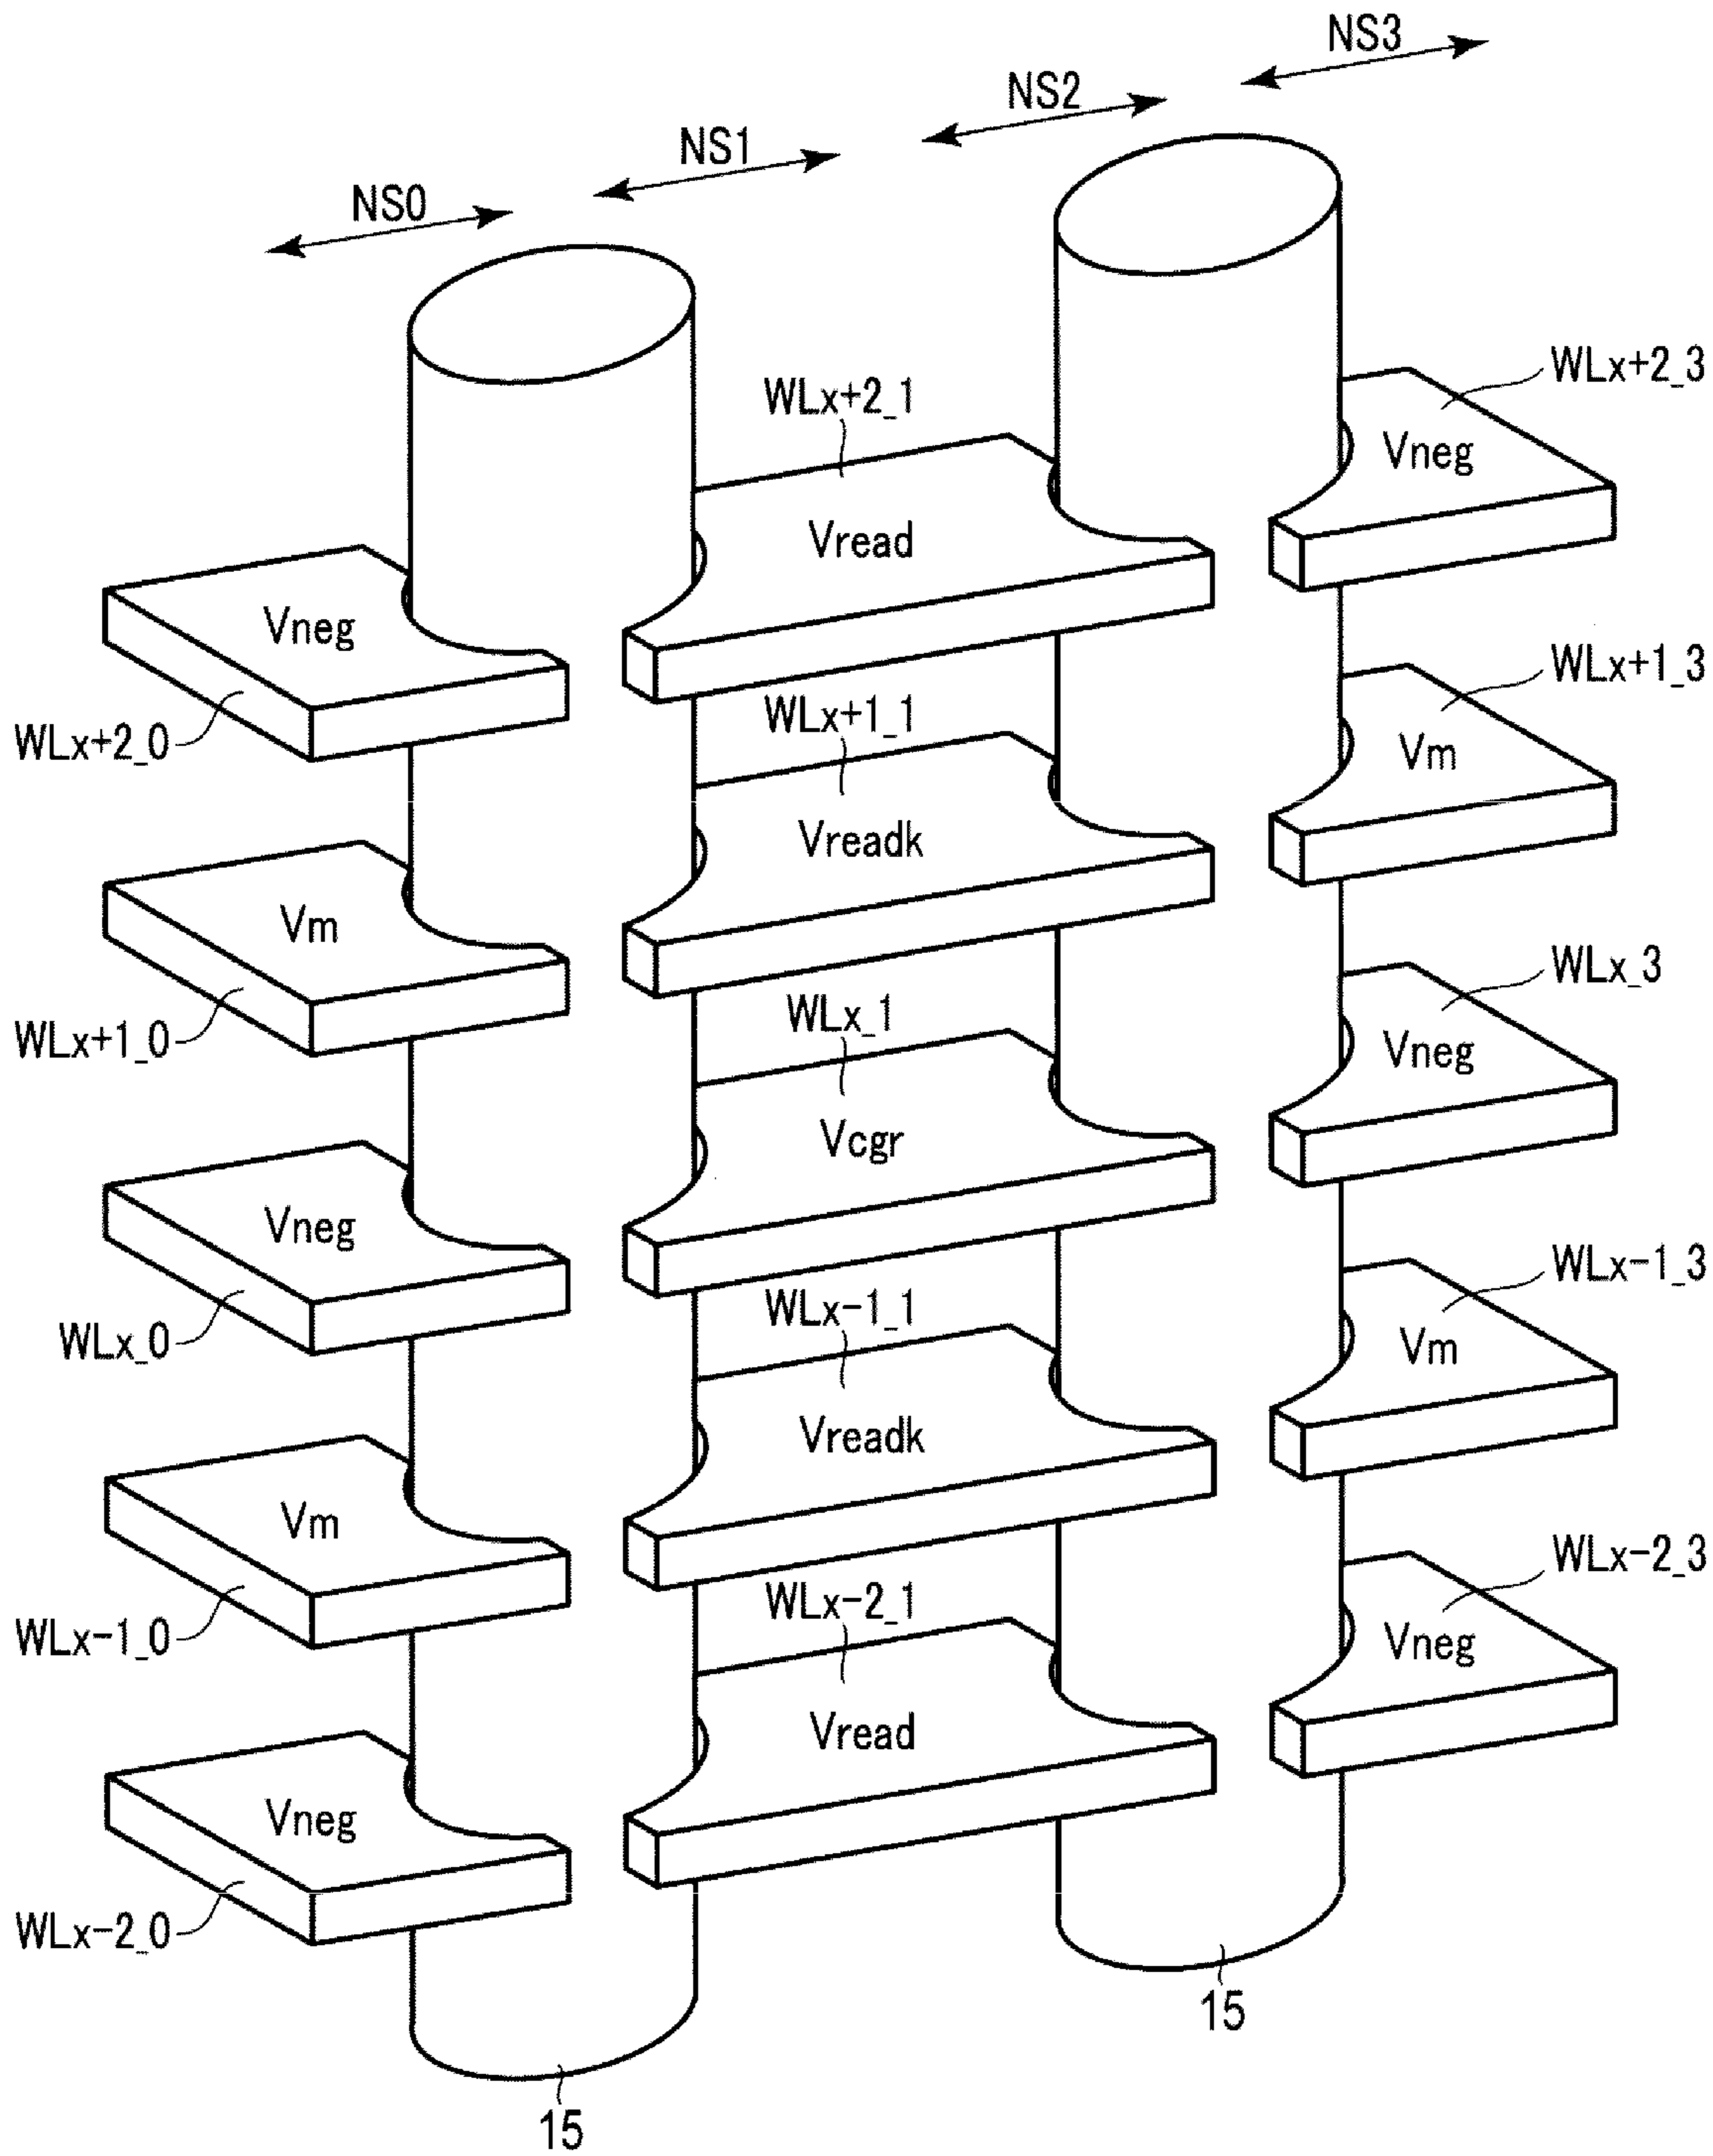 NS3
NS2
NS1
NS0
WLx+2_3
WLx+2_1
Vneg
Vread
Vneg
WLx+1_3
WLx+1_1
WLx+2_0
Vm
Vreadk
Vm
WLx_3
WLx_1
WLx+1_0
Vneg
Vcgr
Vneg
WLx-1_3
WLx-1_1
WLx_0
Vm
Vreadk
Vm
WLx-2_3
WLx-2_1
WLx-1_0
Vneg
Vread
Vneg
WLx-2_0
15
15